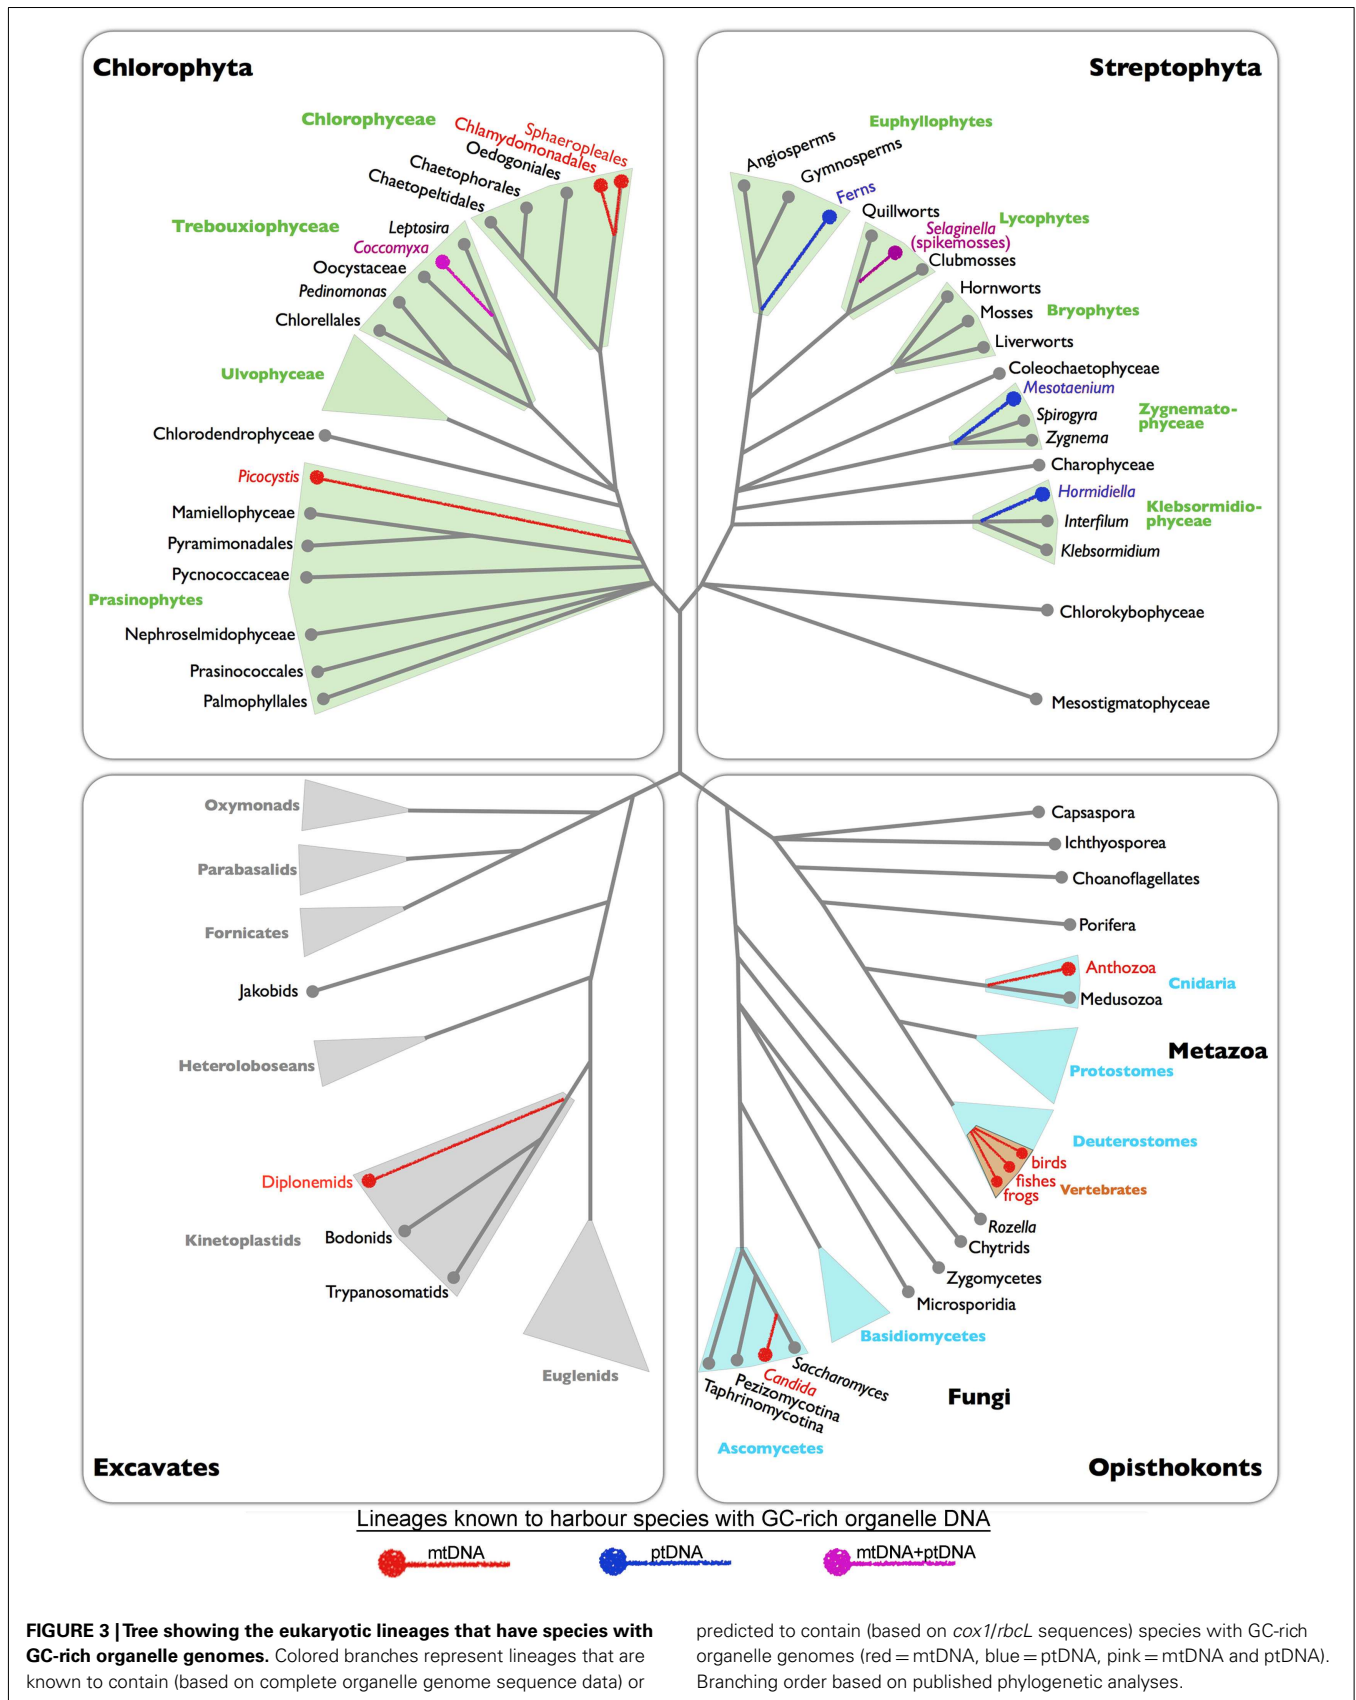 Chlorophyta
Chlorophyceae
Sphaeropleales
Chlamydomonadales
Oedogoniales
Chaetophorales
Chaetopeltidales
Trebouxiophyceae
Leptosira
Coccomyxa
Oocystaceae
Pedinomonas
Chlorellales
Ulvophyceae
Chlorodendrophyceae
Picocystis
Mamiellophyceae
Pyramimonadales
Pycnococcaceae
Prasinophytes
Nephroselmidophyceae
Prasinococcales
Palmophyllales
Streptophyta
Euphyllophytes
Angiosperms
Gymnosperms
Ferns
Quillworts
Lycophytes
Selaginella
(spikemosses)
Clubmosses
Hornworts
Mosses
Bryophytes
Liverworts
Coleochaetophyceae
Mesotaenium
Spirogyra
Zygnemato-
phyceae
Zygnema
Charophyceae
Hormidiella
Klebsormidio-
phyceae
Interfilum
Klebsormidium
Chlorokybophyceae
Mesostigmatophyceae
Oxymonads
Parabasalids
Fornicates
Jakobids
Heteroloboseans
Diplonemids
Kinetoplastids
Bodonids
Trypanosomatids
Euglenids
Excavates
Capsaspora
Ichthyosporea
Choanoflagellates
Porifera
Anthozoa
Cnidaria
Medusozoa
Metazoa
Protostomes
Deuterostomes
birds
fishes
frogs
Vertebrates
Rozella
Chytrids
Zygomycetes
Microsporidia
Basidiomycetes
Saccharomyces
Candida
Pezizomycotina
Taphrinomycotina
Fungi
Ascomycetes
Opisthokonts
Lineages known to harbour species with GC-rich organelle DNA
mtDNA
ptDNA
mtDNA+ptDNA
FIGURE 3 | Tree showing the eukaryotic lineages that have species with
GC-rich organelle genomes. Colored branches represent lineages that are
known to contain (based on complete organelle genome sequence data) or
predicted to contain (based on cox1/rbcL sequences) species with GC-rich
organelle genomes (red = mtDNA, blue = ptDNA, pink = mtDNA and ptDNA).
Branching order based on published phylogenetic analyses.